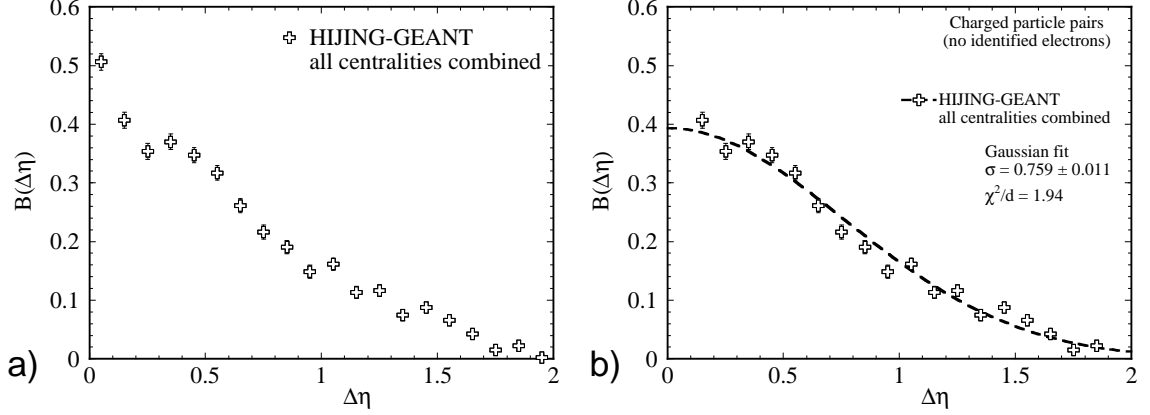 0.6
0.5
0.4
0.3
0.2
0.1
0
B(Δη)
HIJING-GEANT
all centralities combined
a)
0 0.5 1 1.5 2
Δη
0.6
0.5
0.4
0.3
0.2
0.1
0
B(Δη)
Charged particle pairs
(no identified electrons)
HIJING-GEANT
all centralities combined
Gaussian fit
σ = 0.759 ± 0.011
χ²/d = 1.94
b)
0 0.5 1 1.5 2
Δη